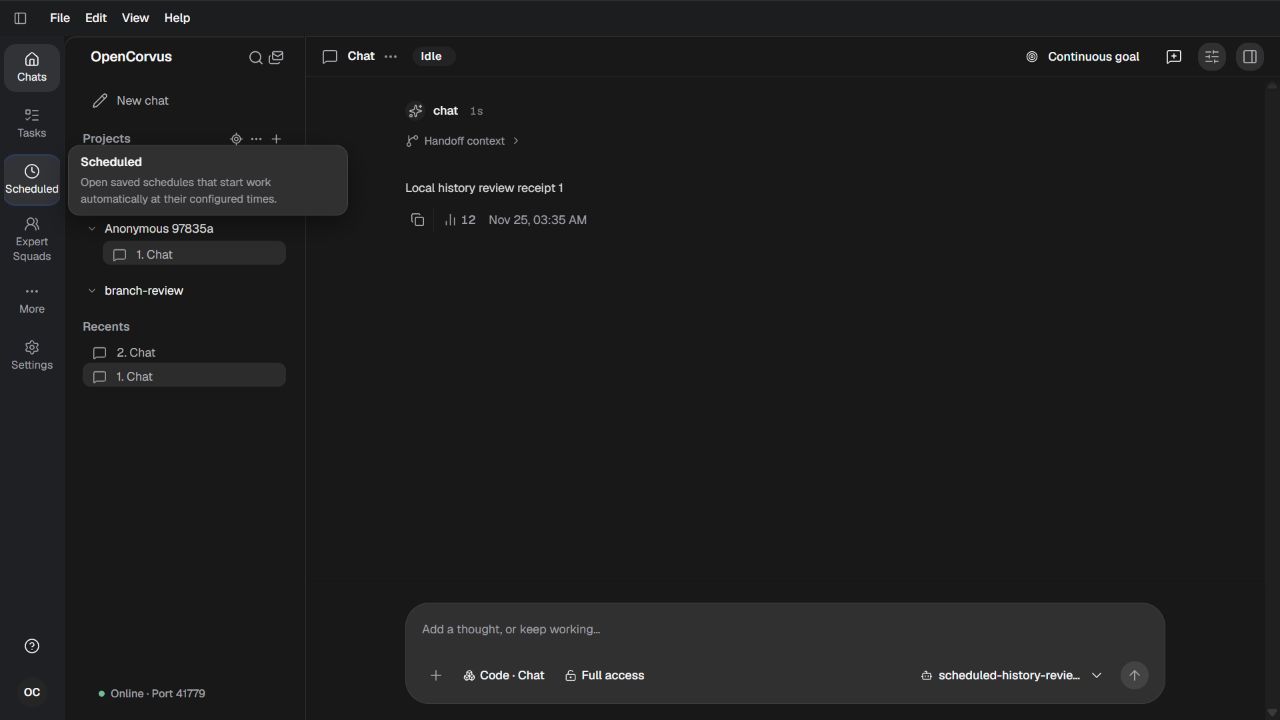 File Edit View Help
OpenCorvus
Chat
Idle
Continuous goal
Chats
Tasks
Scheduled
Expert
Squads
More
Settings
OC
New chat
Projects
Scheduled
Open saved schedules that start work
automatically at their configured times.
Anonymous 97835a
1. Chat
branch-review
Recents
2. Chat
1. Chat
Online · Port 41779
chat 1s
Handoff context
Local history review receipt 1
12 Nov 25, 03:35 AM
Add a thought, or keep working...
Code · Chat
Full access
scheduled-history-revie...